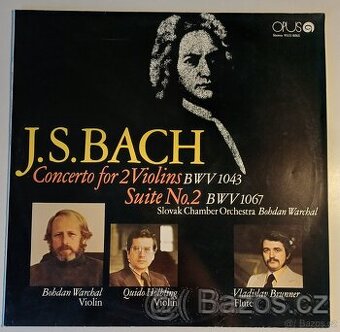 OPUS
J.S.BACH
Concerto for 2 Violins BWV 1043
Suite No.2 BWV 1067
Slovak Chamber Orchestra Bohdan Warchal
Bohdan Warchal
Violin
Quido Hölbling
Violin
Vladislav Brunner
Flute
Bazoš.cz